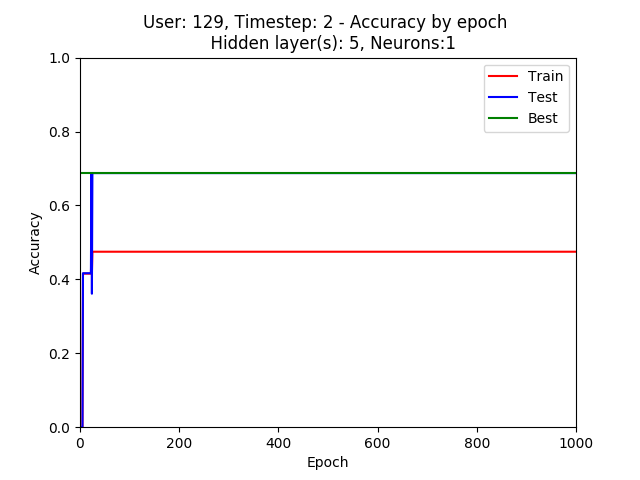 User: 129, Timestep: 2 - Accuracy by epoch
Hidden layer(s): 5, Neurons:1
Train
Test
Best
1.0
0.8
0.6
0.4
0.2
0.0
Accuracy
0 200 400 600 800 1000
Epoch